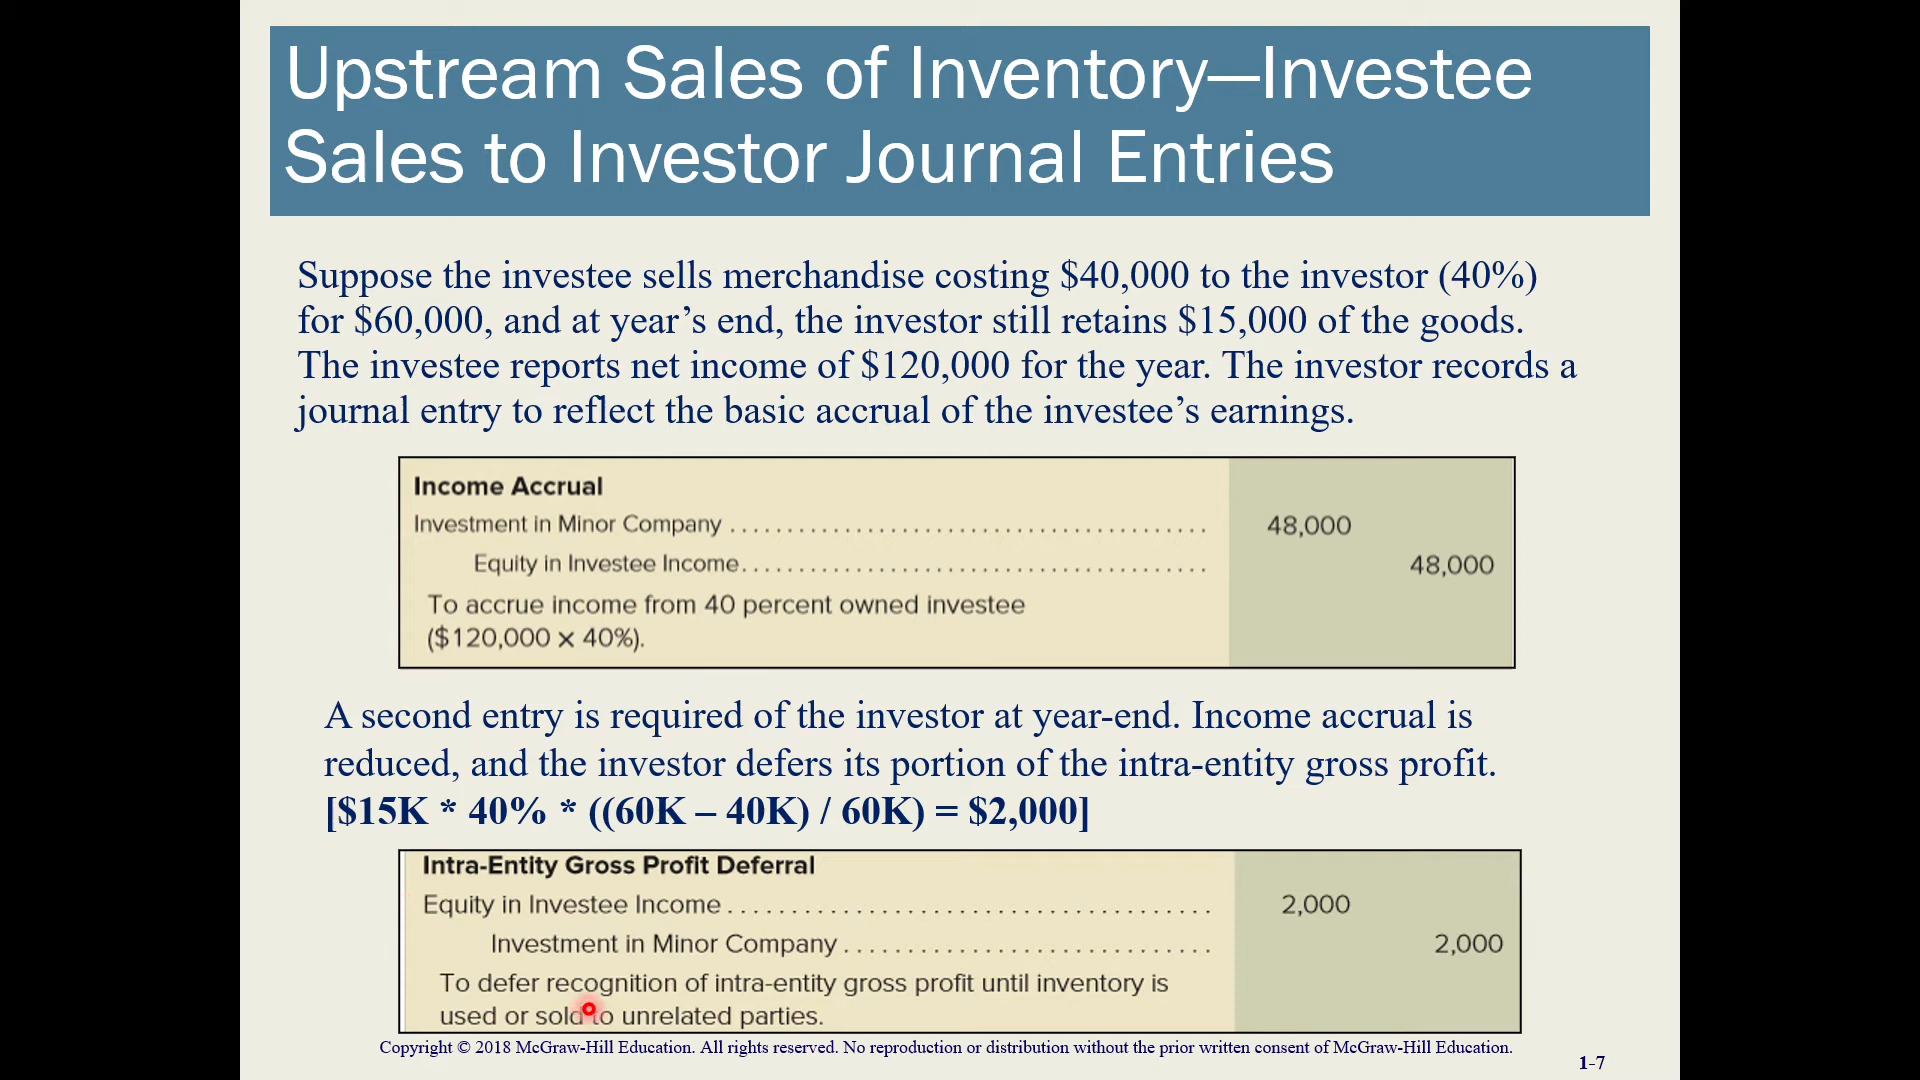 Upstream Sales of Inventory—Investee
Sales to Investor Journal Entries
Suppose the investee sells merchandise costing $40,000 to the investor (40%)
for $60,000, and at year’s end, the investor still retains $15,000 of the goods.
The investee reports net income of $120,000 for the year. The investor records a
journal entry to reflect the basic accrual of the investee’s earnings.
Income Accrual
Investment in Minor Company . . . . . . . . . . . . . . . . . . . . . . . . . . . . . . . . . . . . . . . . . 48,000
Equity in Investee Income. . . . . . . . . . . . . . . . . . . . . . . . . . . . . . . . . . . . . . . . 48,000
To accrue income from 40 percent owned investee
($120,000 × 40%).
A second entry is required of the investor at year-end. Income accrual is
reduced, and the investor defers its portion of the intra-entity gross profit.
[$15K * 40% * ((60K – 40K) / 60K) = $2,000]
Intra-Entity Gross Profit Deferral
Equity in Investee Income . . . . . . . . . . . . . . . . . . . . . . . . . . . . . . . . . . . . . . . . . 2,000
Investment in Minor Company . . . . . . . . . . . . . . . . . . . . . . . . . . . . . . . 2,000
To defer recognition of intra-entity gross profit until inventory is
used or sold to unrelated parties.
Copyright © 2018 McGraw-Hill Education. All rights reserved. No reproduction or distribution without the prior written consent of McGraw-Hill Education.
1-7